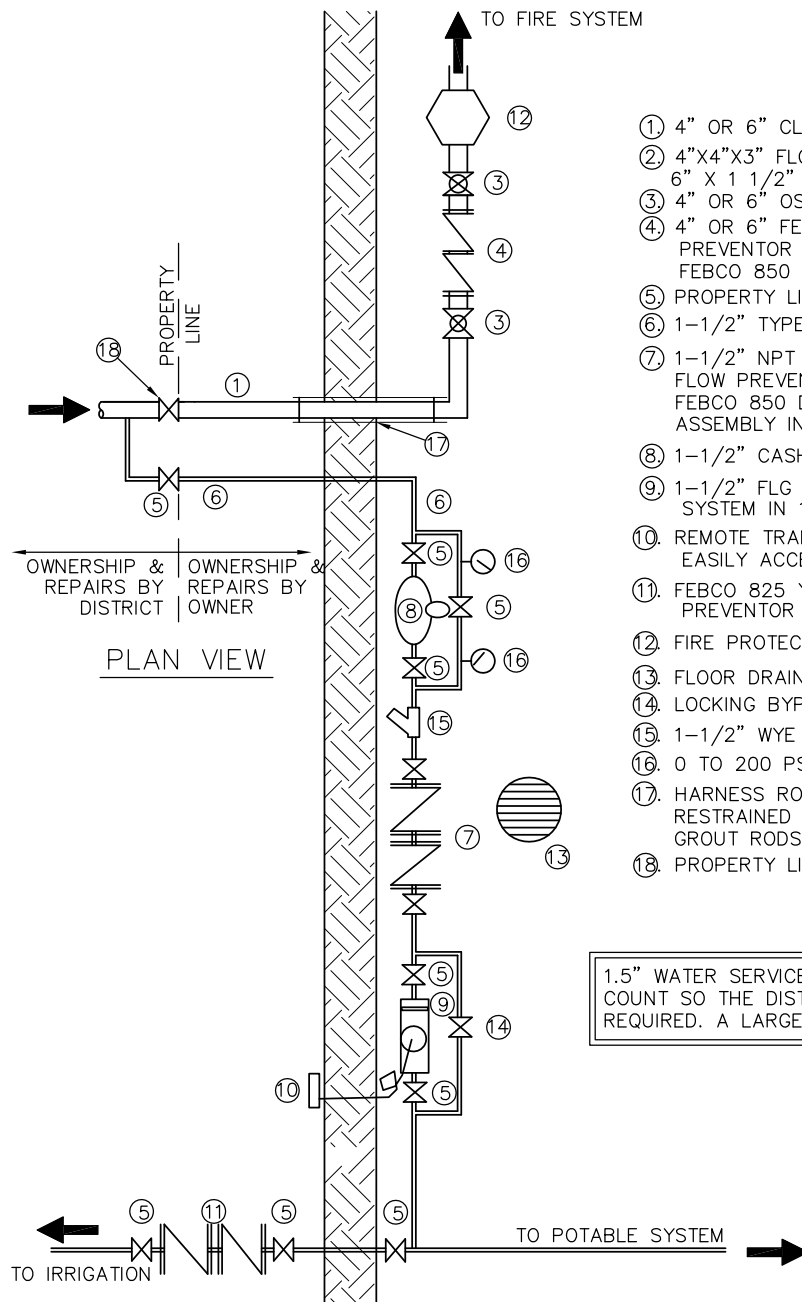 TO FIRE SYSTEM
12
3
4
3
PROPERTY
LINE
18
1
17
5
6
6
OWNERSHIP & REPAIRS BY DISTRICT
OWNERSHIP & REPAIRS BY OWNER
PLAN VIEW
5
16
8
5
5
16
15
7
13
5
9
14
10
5
5
11
5
5
TO IRRIGATION
TO POTABLE SYSTEM
1. 4” OR 6” CL
2. 4”X4”X3” FLO
6” X 1 1/2”
3. 4” OR 6” OS
4. 4” OR 6” FE
PREVENTOR
FEBCO 850
5. PROPERTY LI
6. 1-1/2” TYPE
7. 1-1/2” NPT
FLOW PREVEN
FEBCO 850 D
ASSEMBLY IN
8. 1-1/2” CASH
9. 1-1/2” FLG
SYSTEM IN 1
10. REMOTE TRAN
EASILY ACCE
11. FEBCO 825 Y
PREVENTOR
12. FIRE PROTEC
13. FLOOR DRAIN
14. LOCKING BYP
15. 1-1/2” WYE
16. 0 TO 200 PS
17. HARNESS RO
RESTRAINED
GROUT RODS
18. PROPERTY LI
1.5” WATER SERVICE
COUNT SO THE DIST
REQUIRED. A LARGE